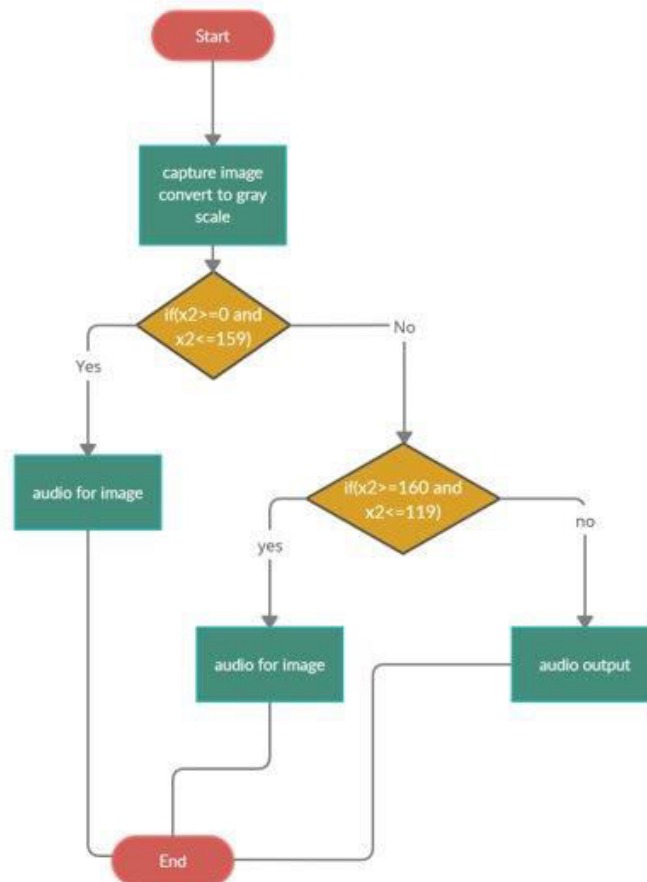 Start
capture image
convert to gray
scale
if(x2>=0 and
x2<=159)
No
Yes
if(x2>=160 and
x2<=119)
audio for image
yes
no
audio for image
audio output
End